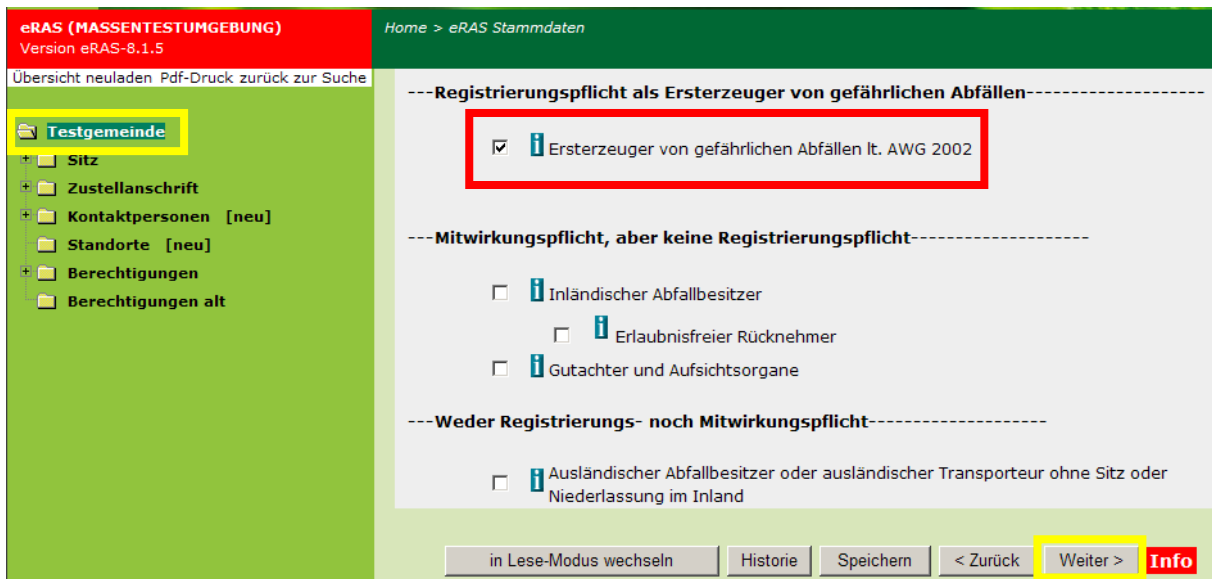 eRAS (MASSENTESTUMGEBUNG)
Version eRAS-8.1.5
Home > eRAS Stammdaten
Übersicht neuladen Pdf-Druck zurück zur Suche
Testgemeinde
Sitz
Zustellanschrift
Kontaktpersonen [neu]
Standorte [neu]
Berechtigungen
Berechtigungen alt
---Registrierungspflicht als Ersterzeuger von gefährlichen Abfällen--------------------
Ersterzeuger von gefährlichen Abfällen lt. AWG 2002
---Mitwirkungspflicht, aber keine Registrierungspflicht--------------------
Inländischer Abfallbesitzer
Erlaubnisfreier Rücknehmer
Gutachter und Aufsichtsorgane
---Weder Registrierungs- noch Mitwirkungspflicht--------------------
Ausländischer Abfallbesitzer oder ausländischer Transporteur ohne Sitz oder
Niederlassung im Inland
in Lese-Modus wechseln Historie Speichern < Zurück Weiter > Info